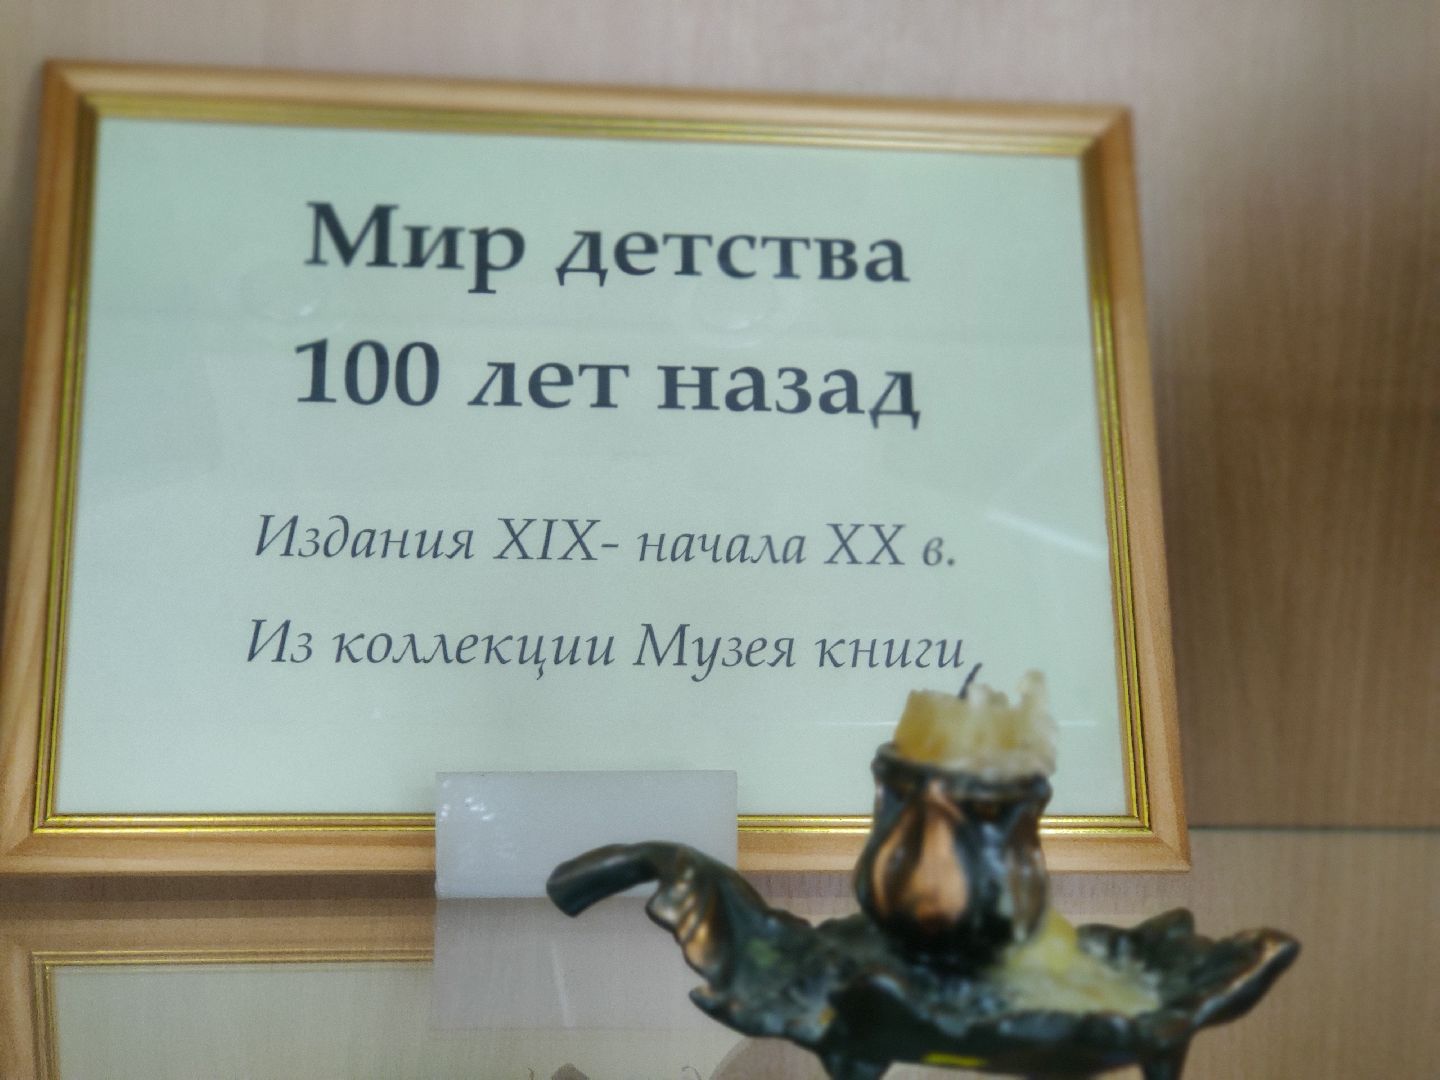 Мир детства
100 лет назад
Издания XIX- начала XX в.
Из коллекции Музея книги